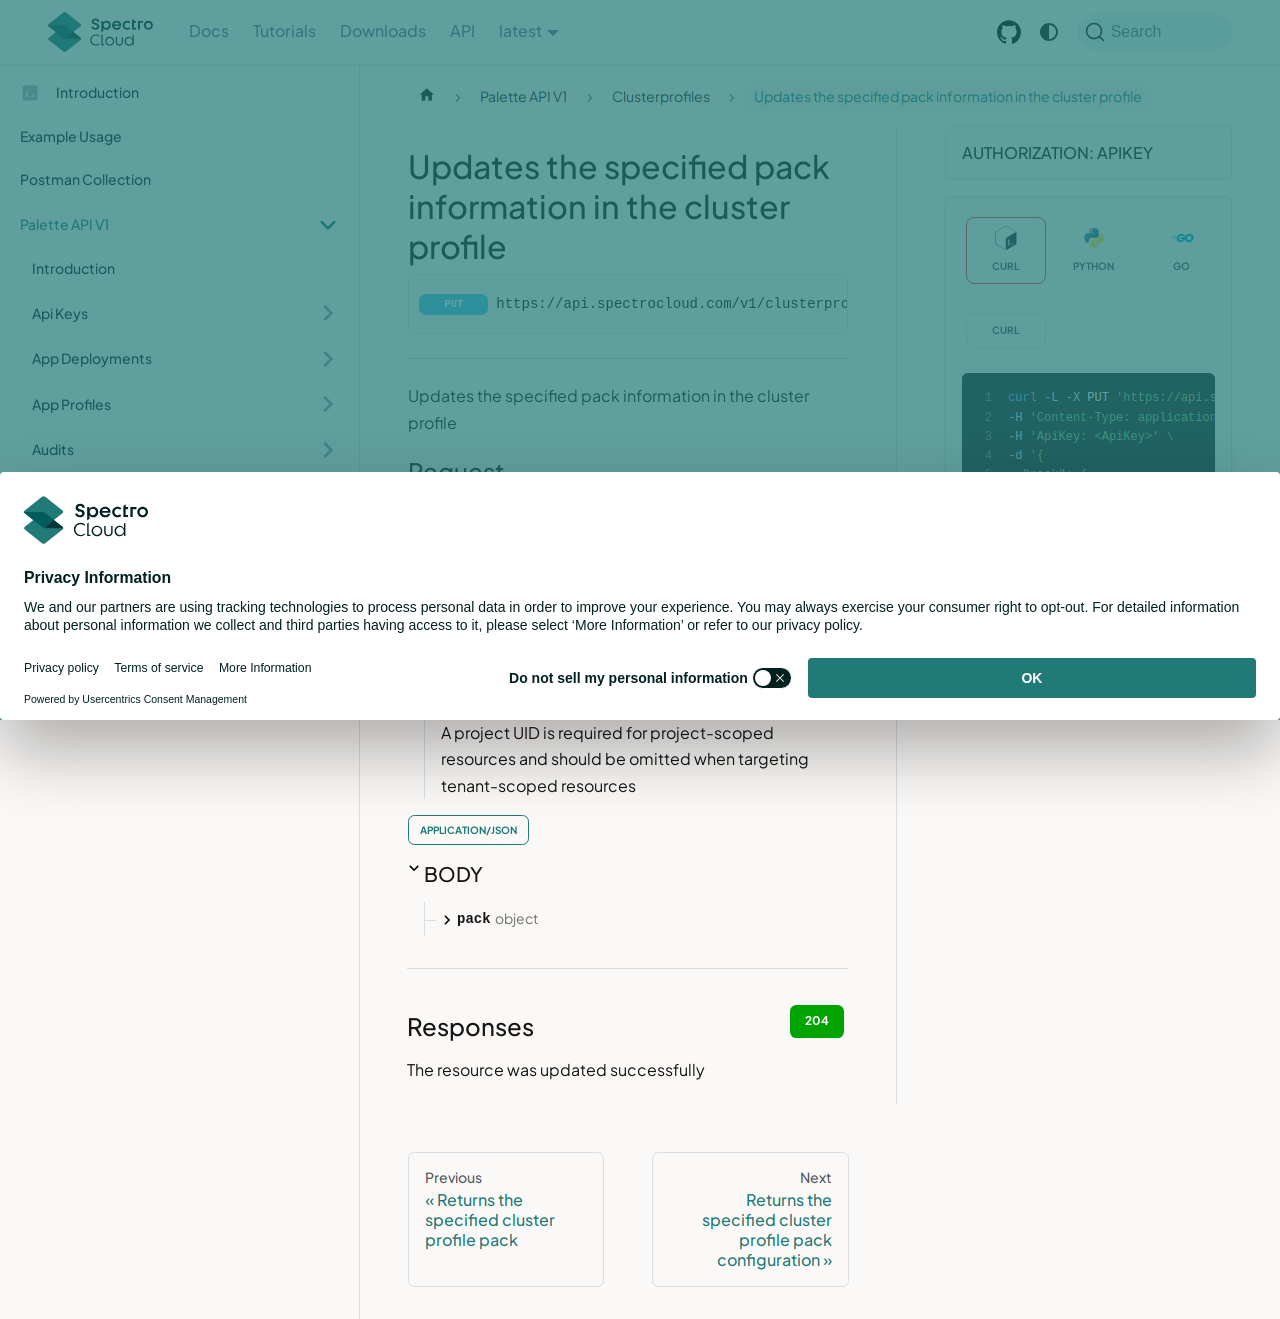 Spectro Cloud
Docs
Tutorials
Downloads
API
latest
Search
Introduction
Example Usage
Postman Collection
Palette API V1
Introduction
Api Keys
App Deployments
App Profiles
Audits
Palette API V1
Clusterprofiles
Updates the specified pack information in the cluster profile
Updates the specified pack
information in the cluster
profile
PUT
https://api.spectrocloud.com/v1/clusterpro
Updates the specified pack information in the cluster
profile
Request
AUTHORIZATION: APIKEY
CURL
PYTHON
GO
CURL
1 curl -L -X PUT 'https://api.s
2 -H 'Content-Type: application
3 -H 'ApiKey: <ApiKey>' \
4 -d '{
Spectro
Cloud
Privacy Information
We and our partners are using tracking technologies to process personal data in order to improve your experience. You may always exercise your consumer right to opt-out. For detailed information
about personal information we collect and third parties having access to it, please select ‘More Information’ or refer to our privacy policy.
Privacy policy
Terms of service
More Information
Powered by Usercentrics Consent Management
Do not sell my personal information
OK
A project UID is required for project-scoped
resources and should be omitted when targeting
tenant-scoped resources
APPLICATION/JSON
BODY
pack object
Responses
204
The resource was updated successfully
Previous
« Returns the
specified cluster
profile pack
Next
Returns the
specified cluster
profile pack
configuration »